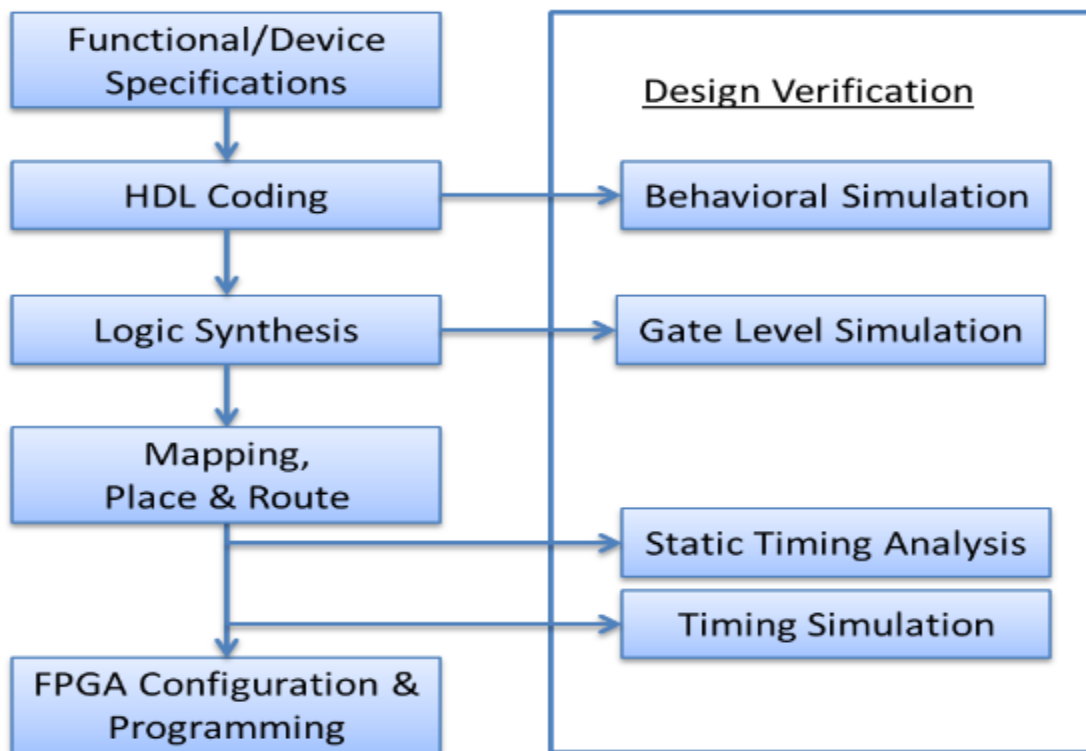 Functional/Device
Specifications
Design Verification
HDL Coding
Behavioral Simulation
Logic Synthesis
Gate Level Simulation
Mapping,
Place & Route
Static Timing Analysis
Timing Simulation
FPGA Configuration &
Programming